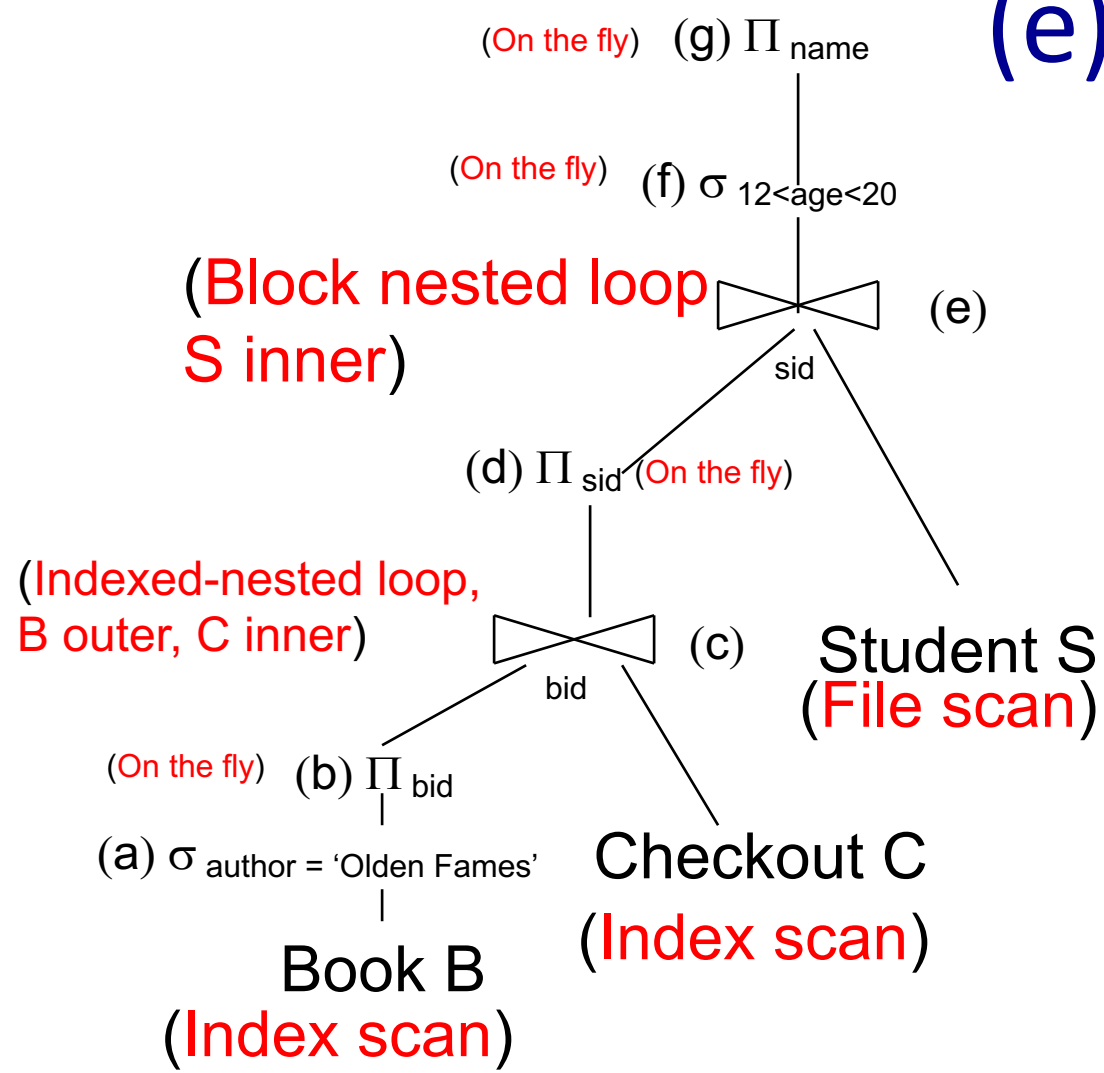 (e)
(On the fly) (g) Π name
(On the fly) (f) σ 12<age<20
(Block nested loop
S inner)
(e)
sid
(d) Π sid (On the fly)
(Indexed-nested loop,
B outer, C inner)
(c)
bid
Student S
(File scan)
(On the fly) (b) Π bid
(a) σ author = ‘Olden Fames’
Checkout C
(Index scan)
Book B
(Index scan)